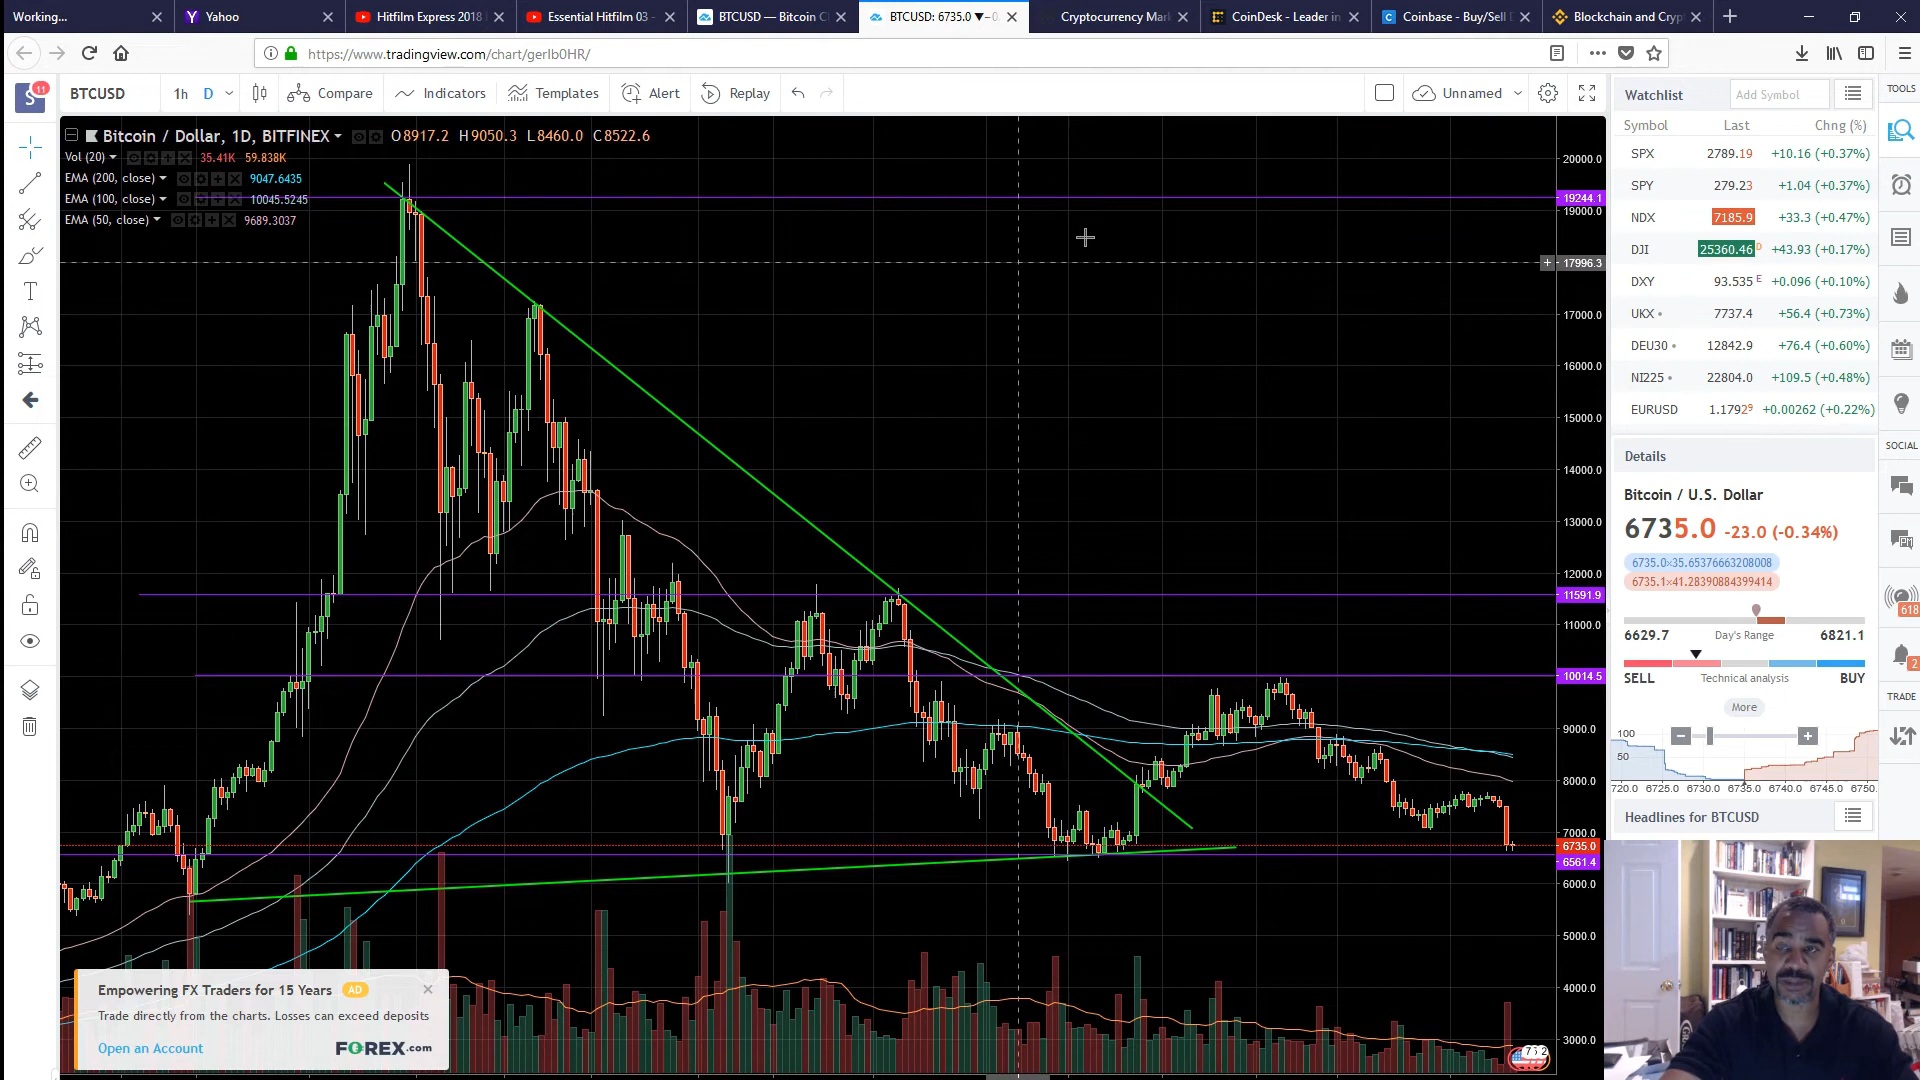 Working...
Yahoo
Hitfilm Express 2018
Essential Hitfilm 03 -
BTCUSD — Bitcoin C
BTCUSD: 6735.0 ▼−0.
Cryptocurrency Mar
CoinDesk - Leader in
Coinbase - Buy/Sell
Blockchain and Cryp
https://www.tradingview.com/chart/gerIb0HR/
S 11
BTCUSD
1h D
Compare
Indicators
Templates
Alert
Replay
Unnamed
Bitcoin / Dollar, 1D, BITFINEX
O8917.2 H9050.3 L8460.0 C8522.6
Vol (20) 35.41K 59.838K
EMA (200, close) 9047.6435
EMA (100, close) 10045.5245
EMA (50, close) 9689.3037
20000.0
19244.1
19000.0
17996.3
17000.0
16000.0
15000.0
14000.0
13000.0
12000.0
11591.9
11000.0
10014.5
9000.0
8000.0
7000.0
6735.0
6561.4
6000.0
5000.0
4000.0
3000.0
Empowering FX Traders for 15 Years AD
Trade directly from the charts. Losses can exceed deposits
Open an Account
FOREX.com
Watchlist
Add Symbol
Symbol Last Chng (%)
SPX 2789.19 +10.16 (+0.37%)
SPY 279.23 +1.04 (+0.37%)
NDX 7185.9 +33.3 (+0.47%)
DJI 25360.46 D +43.93 (+0.17%)
DXY 93.535 E +0.096 (+0.10%)
UKX 7737.4 +56.4 (+0.73%)
DEU30 12842.9 +76.4 (+0.60%)
NI225 22804.0 +109.5 (+0.48%)
EURUSD 1.17929 +0.00262 (+0.22%)
Details
Bitcoin / U.S. Dollar
6735.0 -23.0 (-0.34%)
6735.0×35.65376663208008
6735.1×41.28390884399414
6629.7 Day's Range 6821.1
SELL Technical analysis BUY
More
100
50
720.0 6725.0 6730.0 6735.0 6740.0 6745.0 6750.
Headlines for BTCUSD
TOOLS
SOCIAL
618
2
TRADE